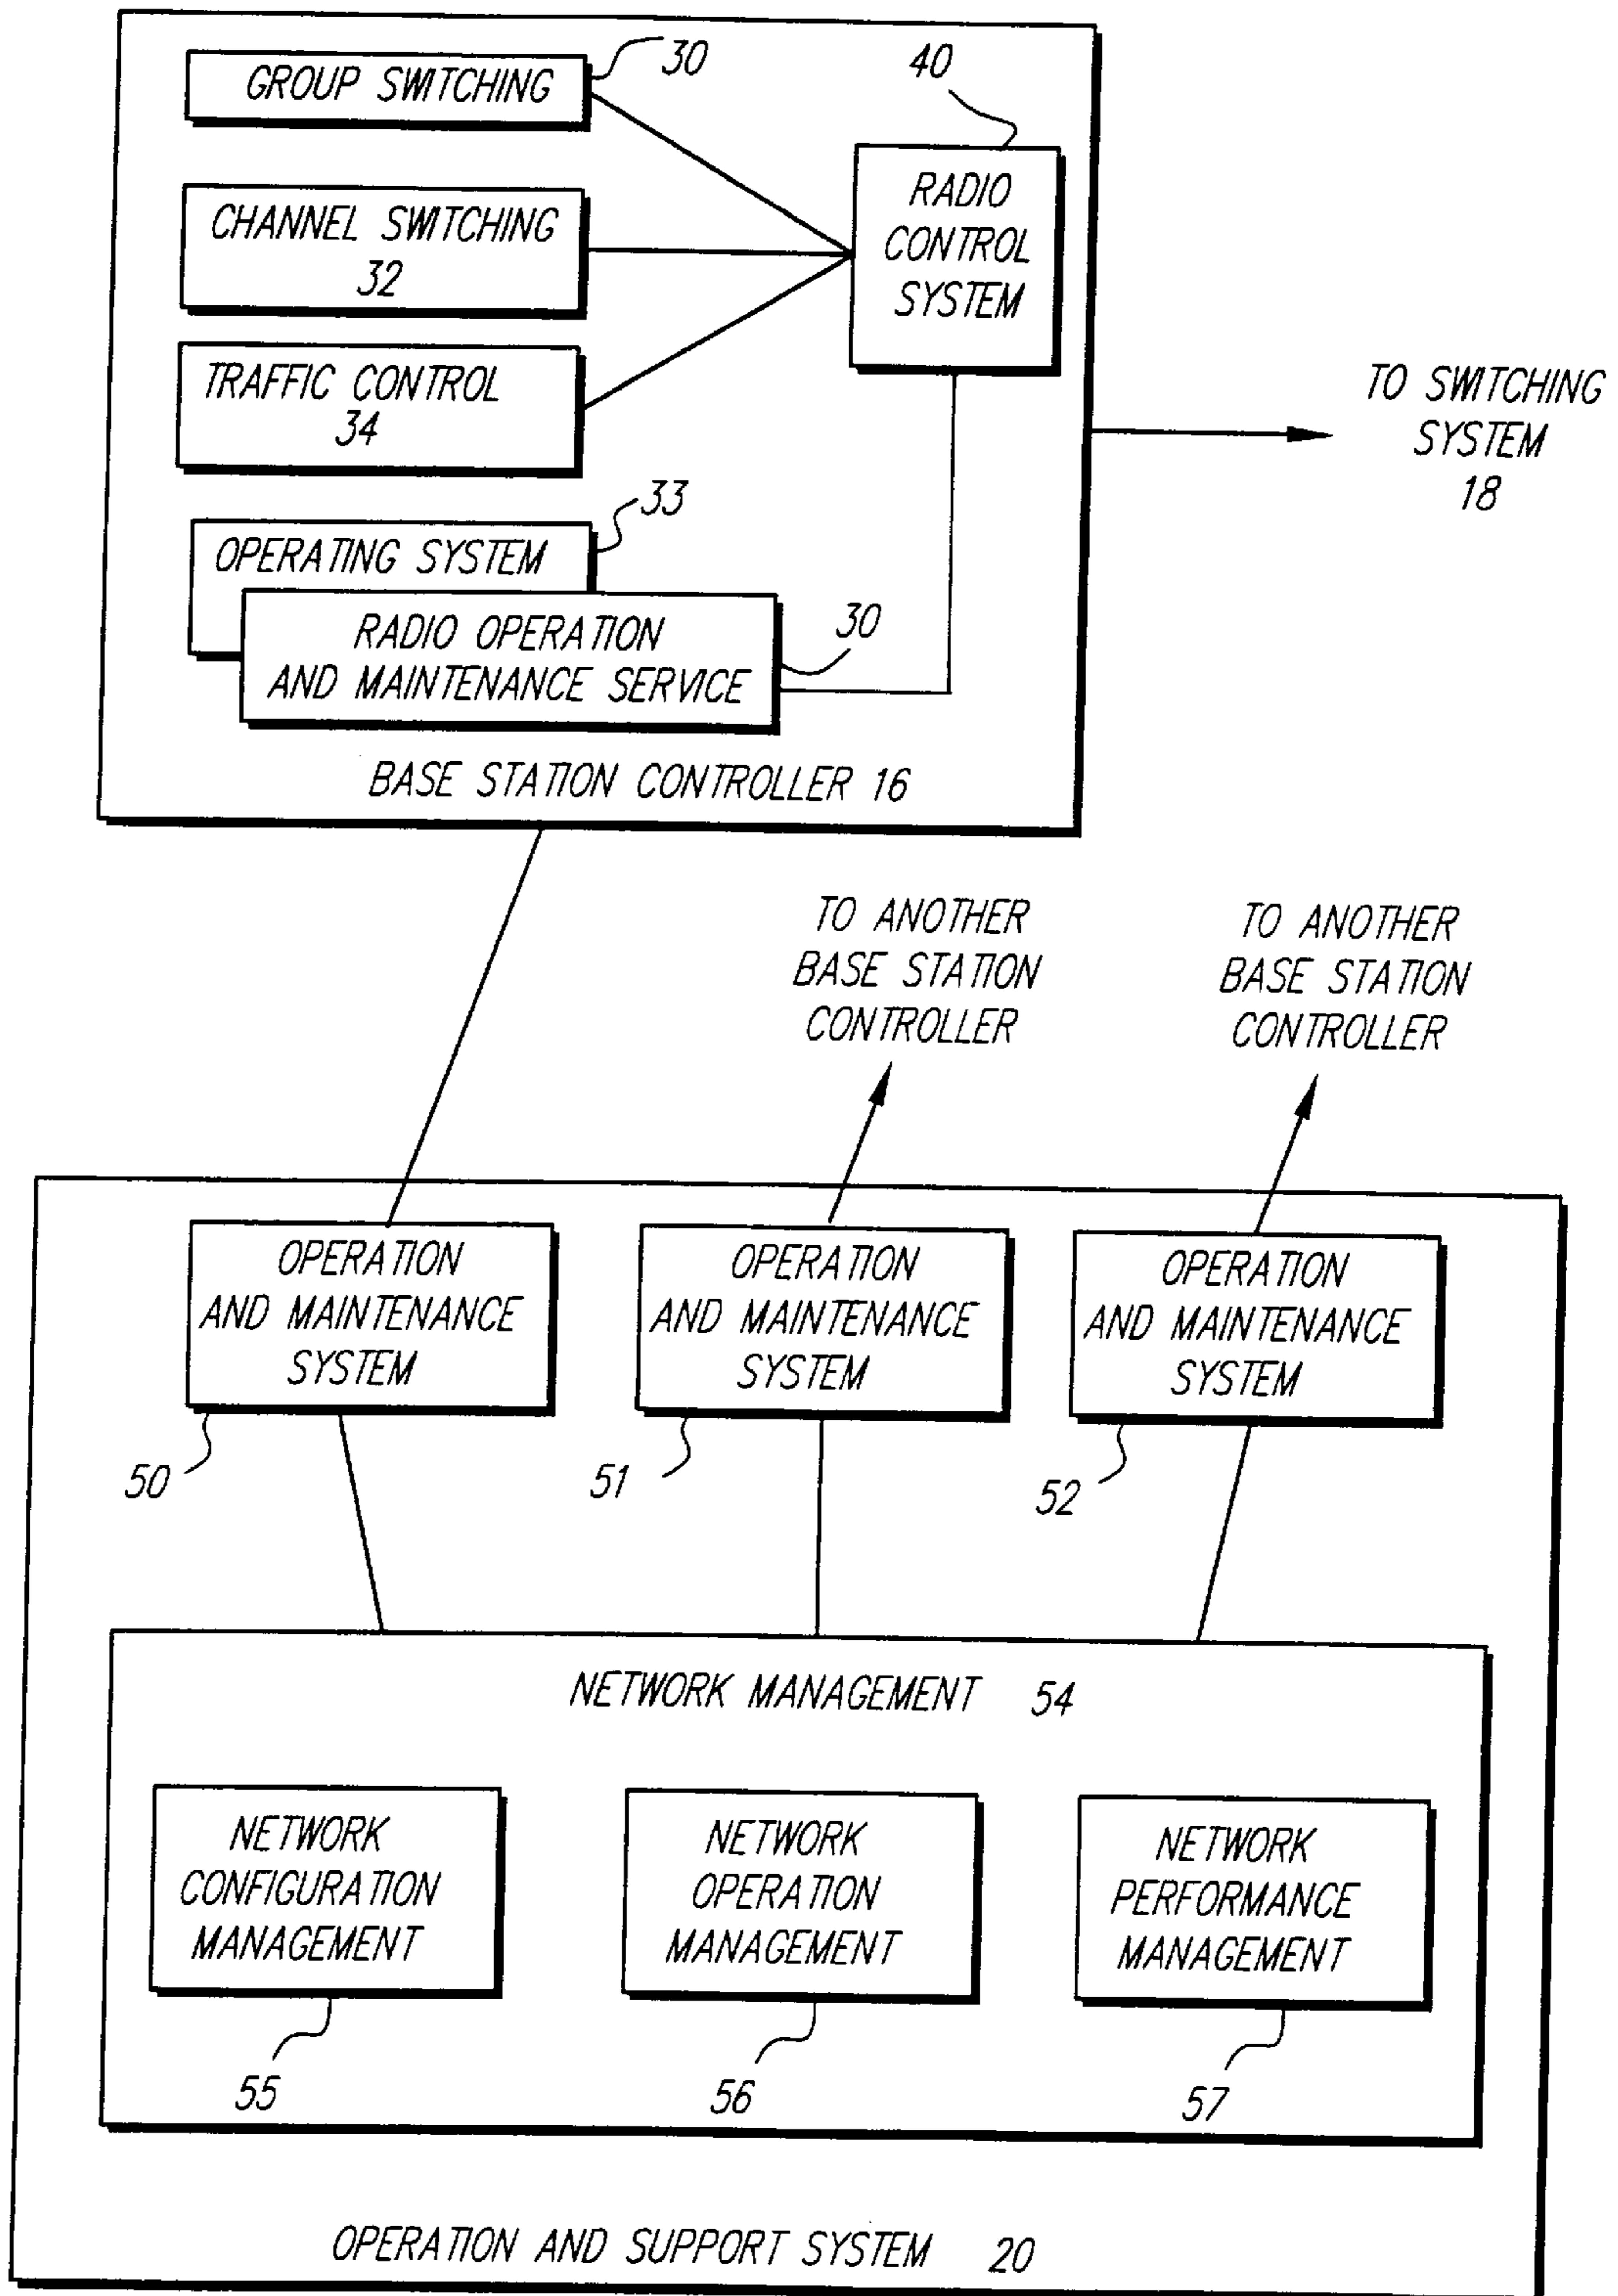 GROUP SWITCHING
30
40
RADIO
CONTROL
SYSTEM
CHANNEL SWITCHING
32
TRAFFIC CONTROL
34
TO SWITCHING
SYSTEM
18
33
OPERATING SYSTEM
RADIO OPERATION
AND MAINTENANCE SERVICE
30
BASE STATION CONTROLLER 16
TO ANOTHER
BASE STATION
CONTROLLER
TO ANOTHER
BASE STATION
CONTROLLER
OPERATION
AND MAINTENANCE
SYSTEM
50
OPERATION
AND MAINTENANCE
SYSTEM
51
OPERATION
AND MAINTENANCE
SYSTEM
52
NETWORK MANAGEMENT 54
NETWORK
CONFIGURATION
MANAGEMENT
55
NETWORK
OPERATION
MANAGEMENT
56
NETWORK
PERFORMANCE
MANAGEMENT
57
OPERATION AND SUPPORT SYSTEM 20